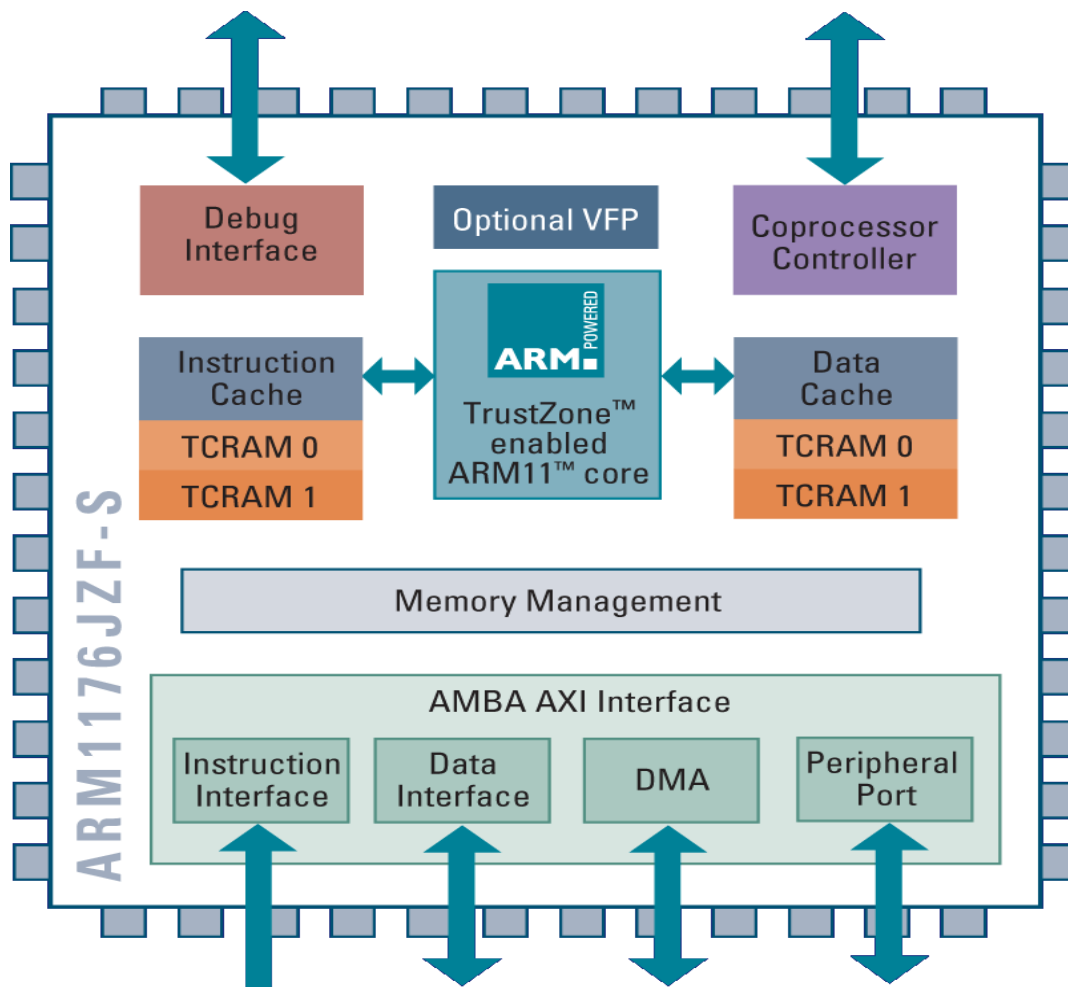 Debug
Interface
Optional VFP
Coprocessor
Controller
ARM POWERED
Instruction
Cache
TCRAM 0
TCRAM 1
TrustZone™
enabled
ARM11™ core
Data
Cache
TCRAM 0
TCRAM 1
ARM1176JZF-S
Memory Management
AMBA AXI Interface
Instruction
Interface
Data
Interface
DMA
Peripheral
Port